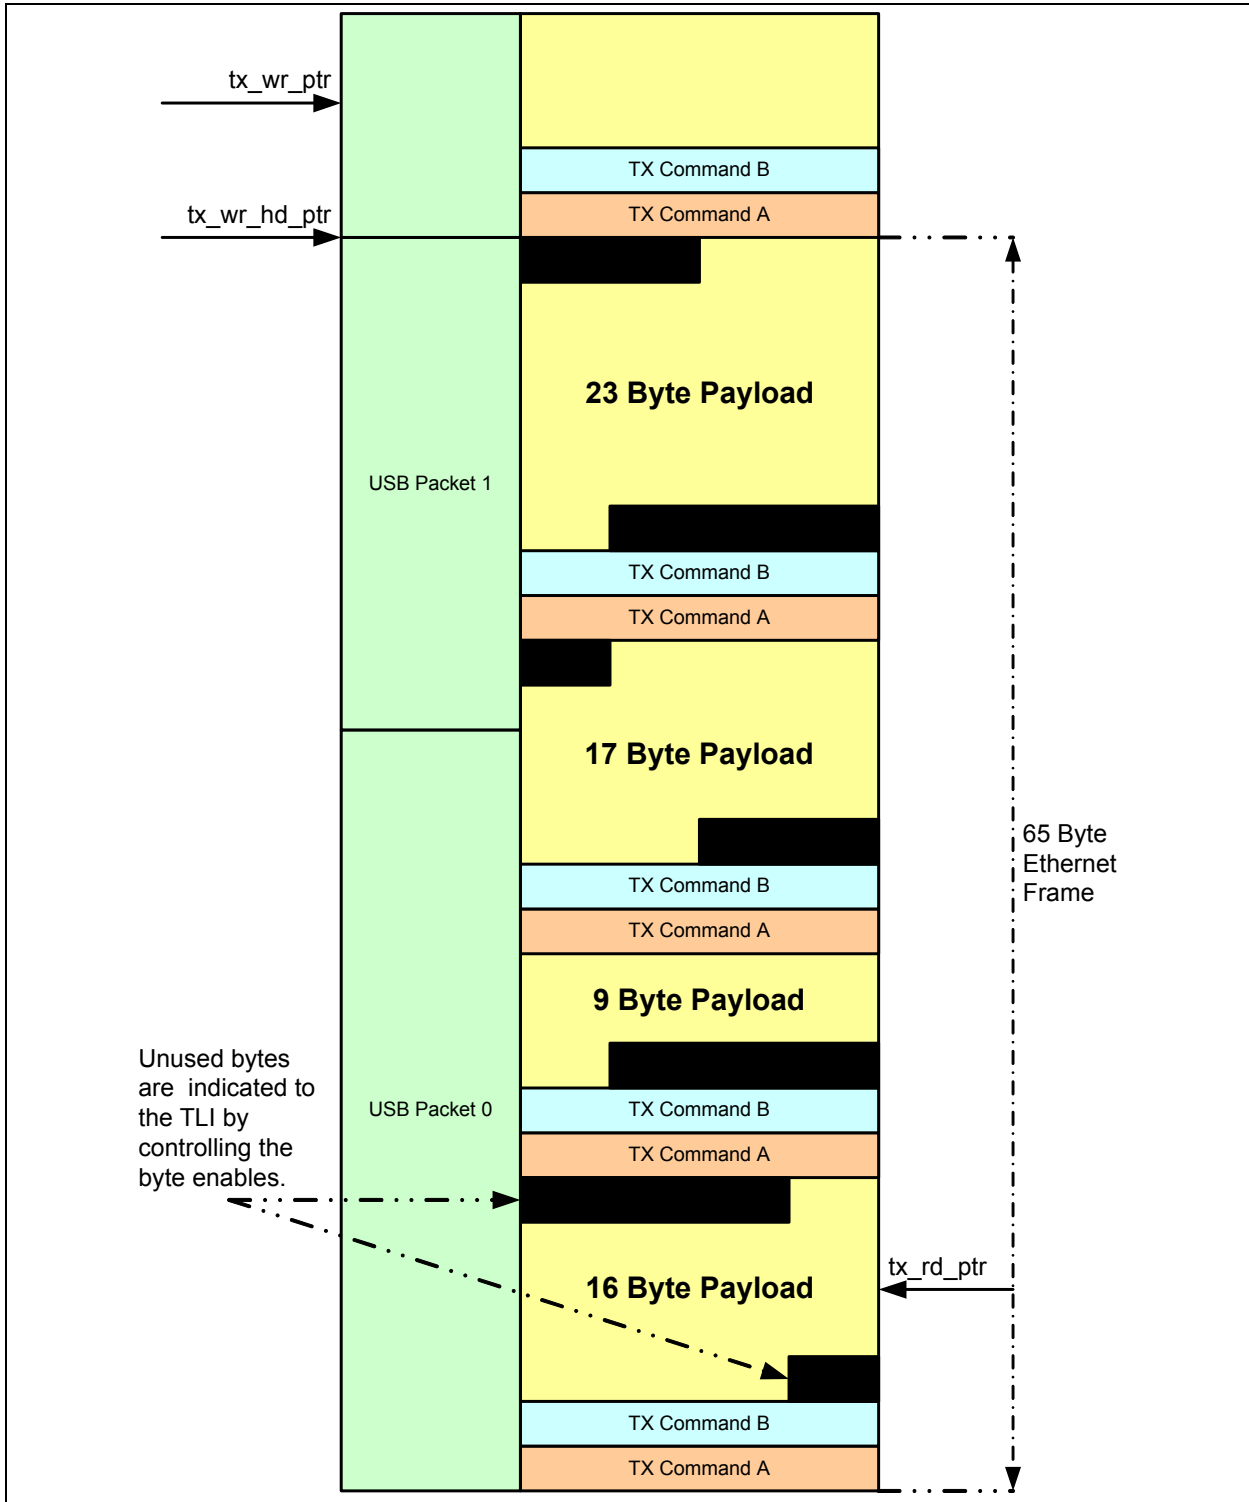 tx_wr_ptr
TX Command B
tx_wr_hd_ptr
TX Command A
23 Byte Payload
USB Packet 1
TX Command B
TX Command A
17 Byte Payload
65 Byte
Ethernet
Frame
TX Command B
TX Command A
9 Byte Payload
Unused bytes
are indicated to
the TLI by
controlling the
byte enables.
USB Packet 0
TX Command B
TX Command A
tx_rd_ptr
16 Byte Payload
TX Command B
TX Command A